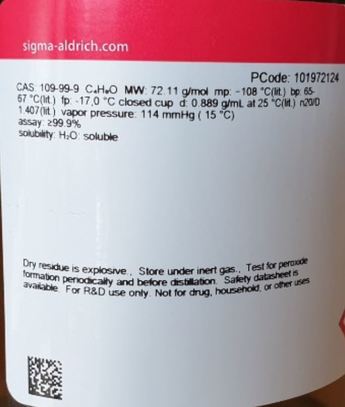 sigma-aldrich.com
PCode: 101972124
CAS: 109-99-9 C₄H₈O MW: 72.11 g/mol mp: -108 °C(lit.) bp: 65-
67 °C(lit.) fp: -17,0 °C closed cup d: 0.889 g/mL at 25 °C(lit.) n20/D
1.407(lit.) vapor pressure: 114 mmHg ( 15 °C)
assay: ≥99.9%
solubility: H₂O: soluble
Dry residue is explosive., Store under inert gas., Test for peroxide
formation periodically and before distillation. Safety datasheet is
available. For R&D use only. Not for drug, household, or other uses